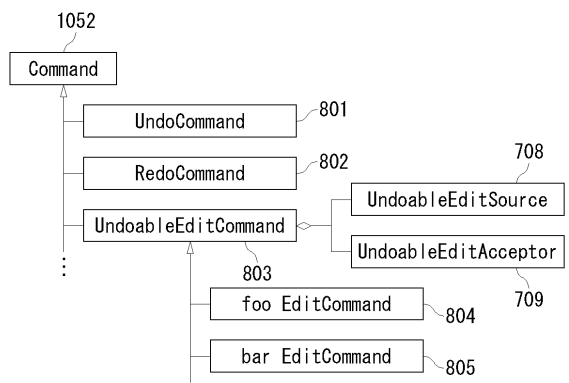 1052
Command
UndoCommand 801
RedoCommand 802
708
UndoableEditSource
UndoableEditCommand
803
UndoableEditAcceptor
709
foo EditCommand 804
bar EditCommand 805